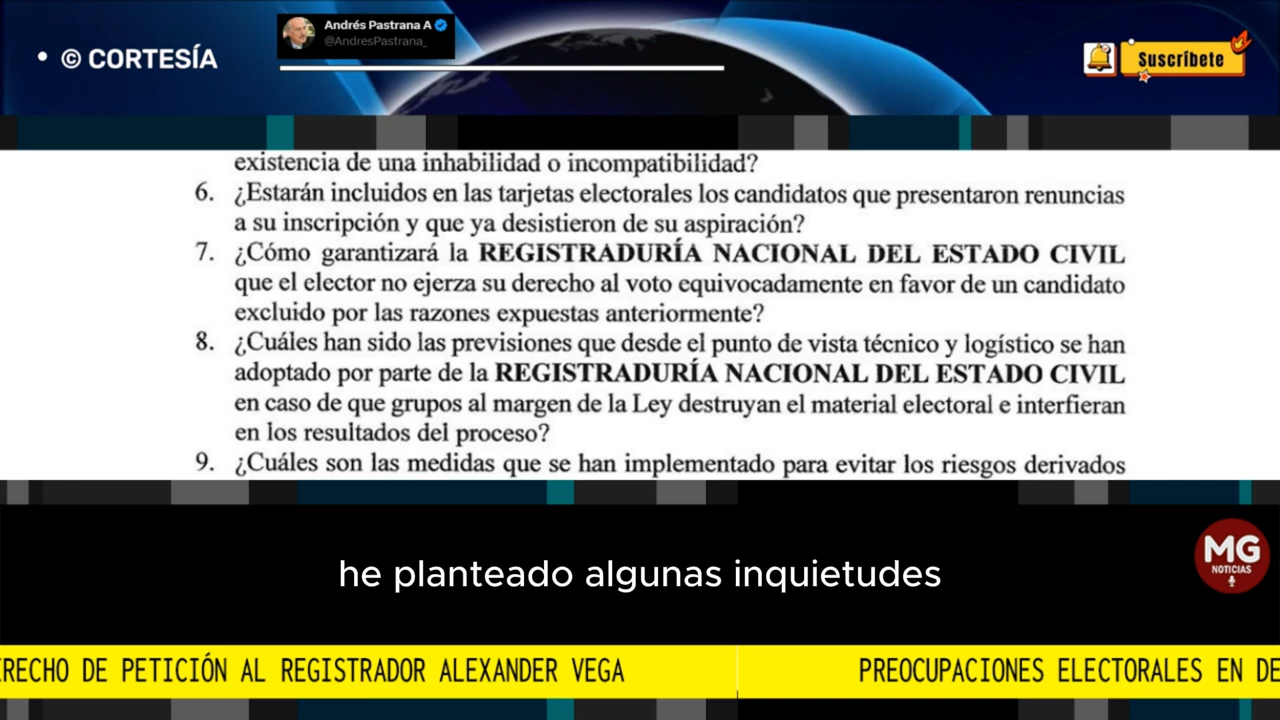 • © CORTESÍA
Andrés Pastrana A
@AndresPastrana_
Suscríbete
existencia de una inhabilidad o incompatibilidad?
6. ¿Estarán incluidos en las tarjetas electorales los candidatos que presentaron renuncias
a su inscripción y que ya desistieron de su aspiración?
7. ¿Cómo garantizará la REGISTRADURÍA NACIONAL DEL ESTADO CIVIL
que el elector no ejerza su derecho al voto equivocadamente en favor de un candidato
excluido por las razones expuestas anteriormente?
8. ¿Cuáles han sido las previsiones que desde el punto de vista técnico y logístico se han
adoptado por parte de la REGISTRADURÍA NACIONAL DEL ESTADO CIVIL
en caso de que grupos al margen de la Ley destruyan el material electoral e interfieran
en los resultados del proceso?
9. ¿Cuáles son las medidas que se han implementado para evitar los riesgos derivados
he planteado algunas inquietudes
MG
NOTICIAS
ERECHO DE PETICIÓN AL REGISTRADOR ALEXANDER VEGA
PREOCUPACIONES ELECTORALES EN DE